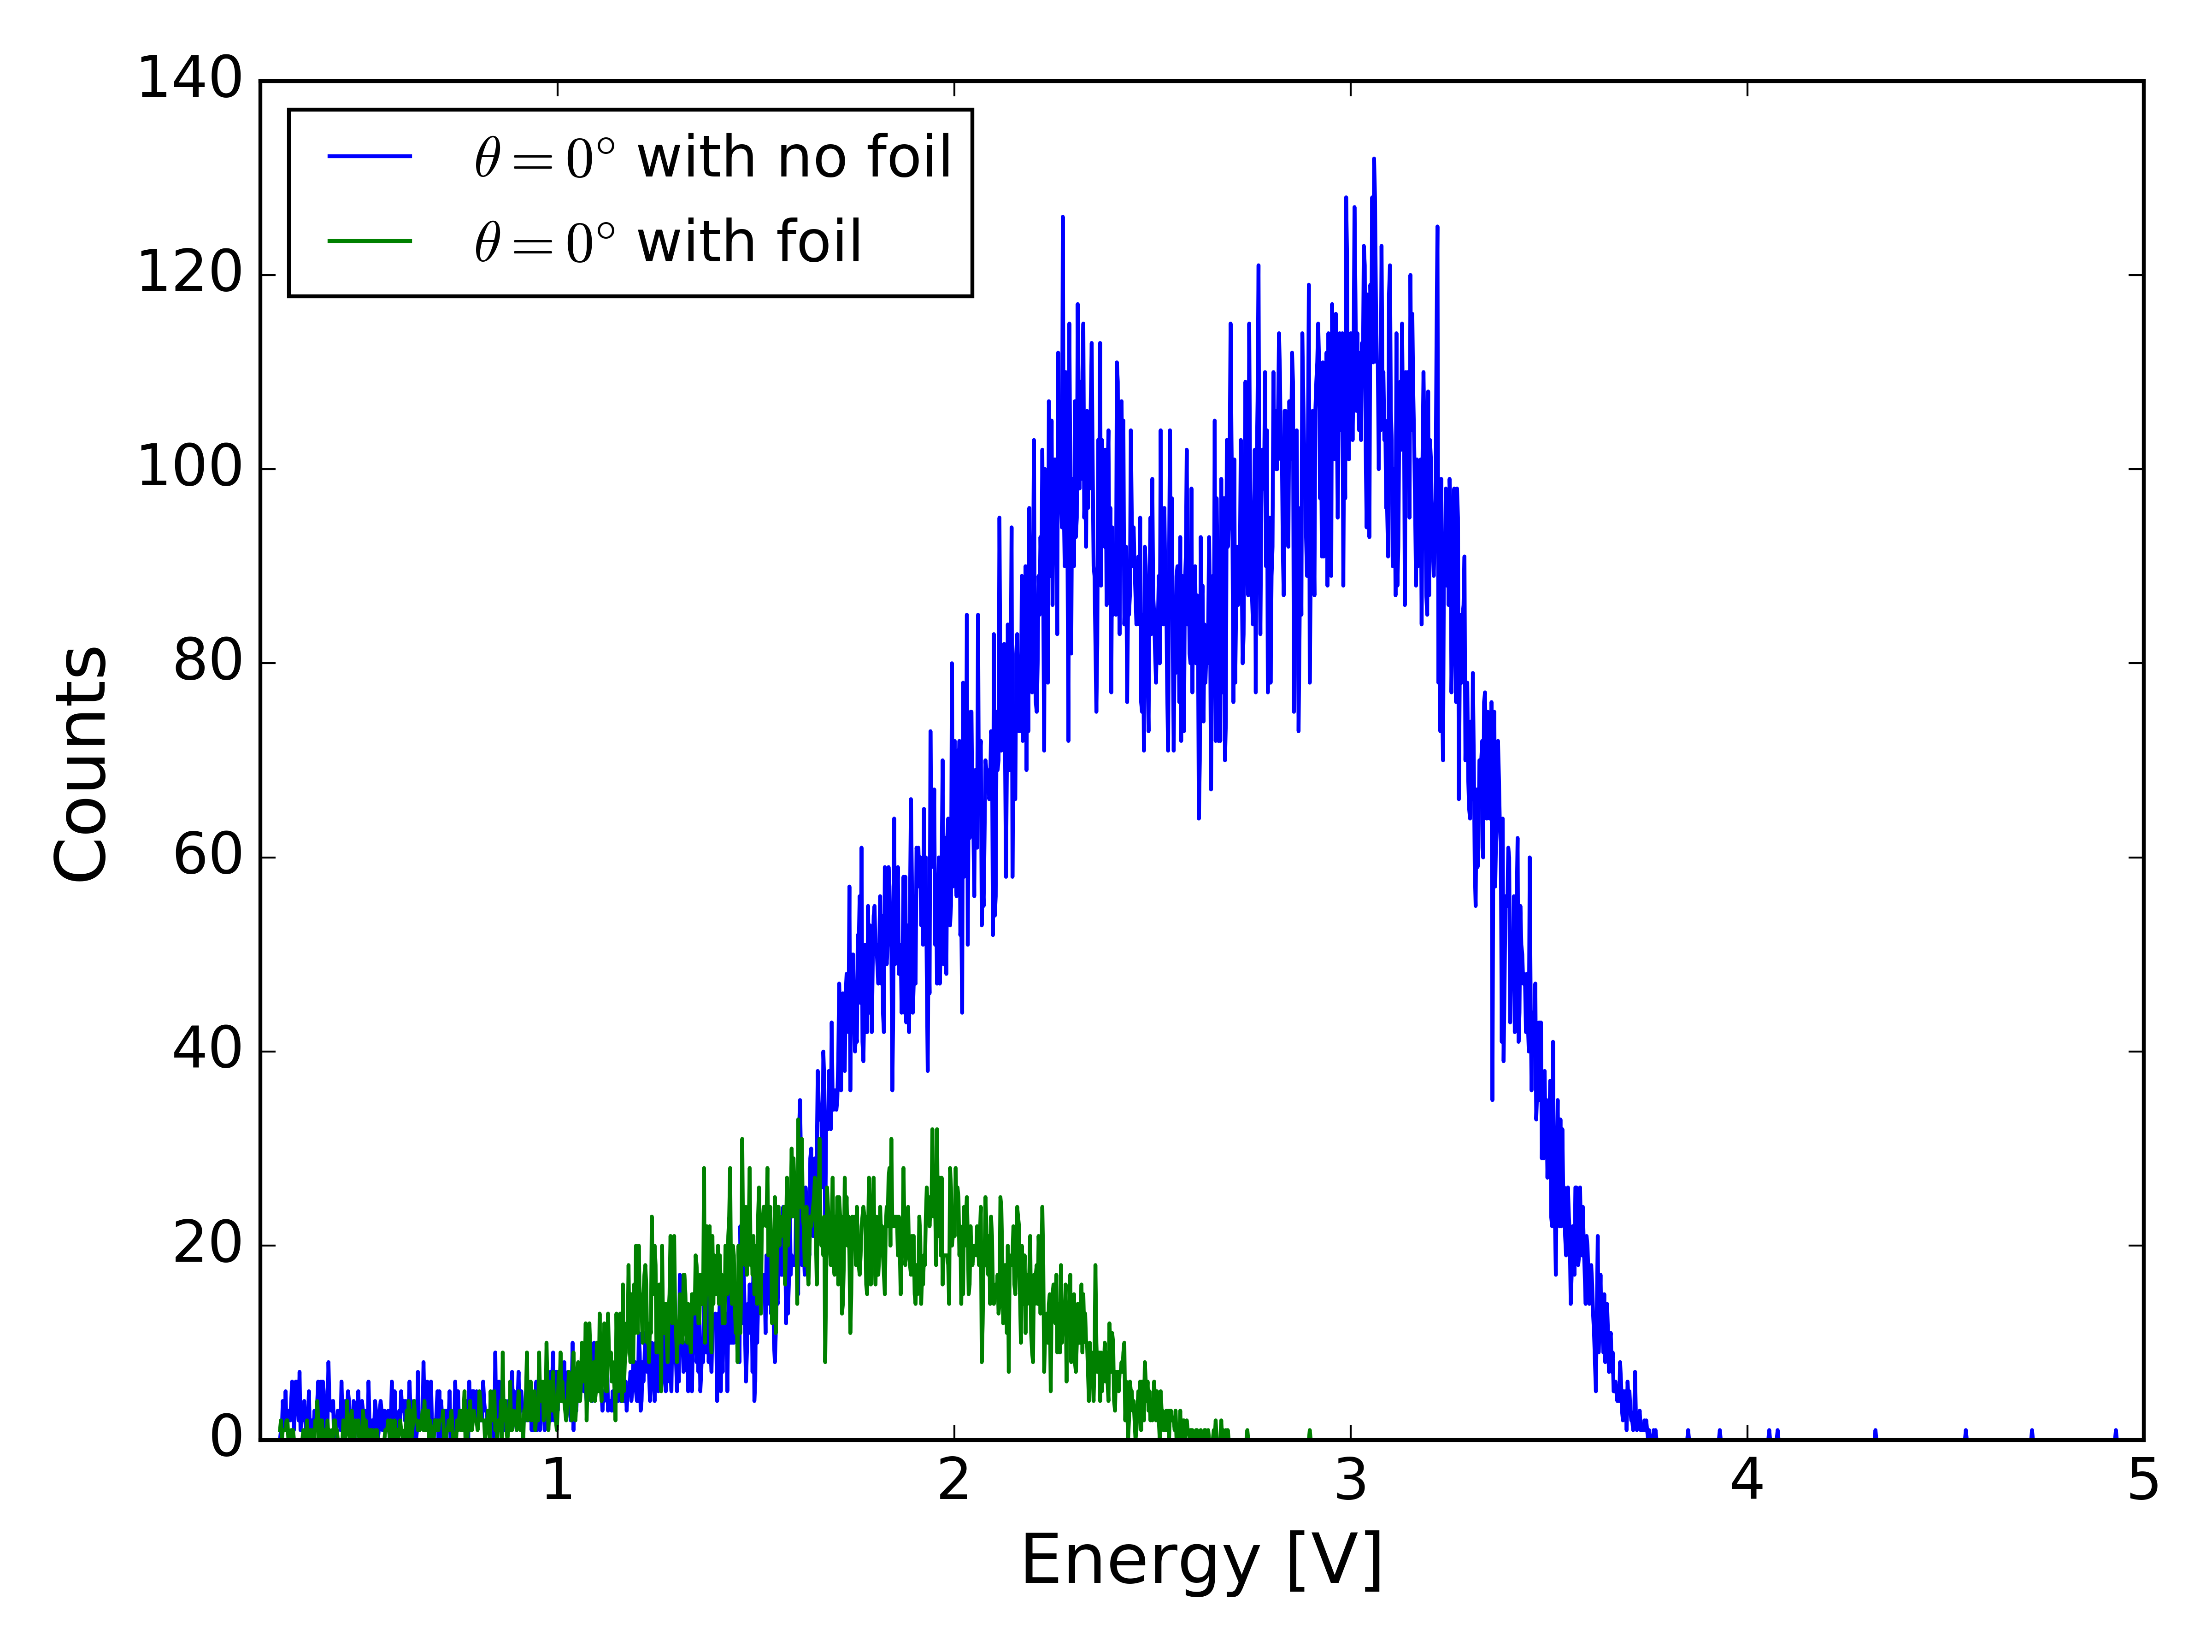 140
120
100
80
60
40
20
0
θ = 0° with no foil
θ = 0° with foil
Counts
1 2 3 4 5
Energy [V]